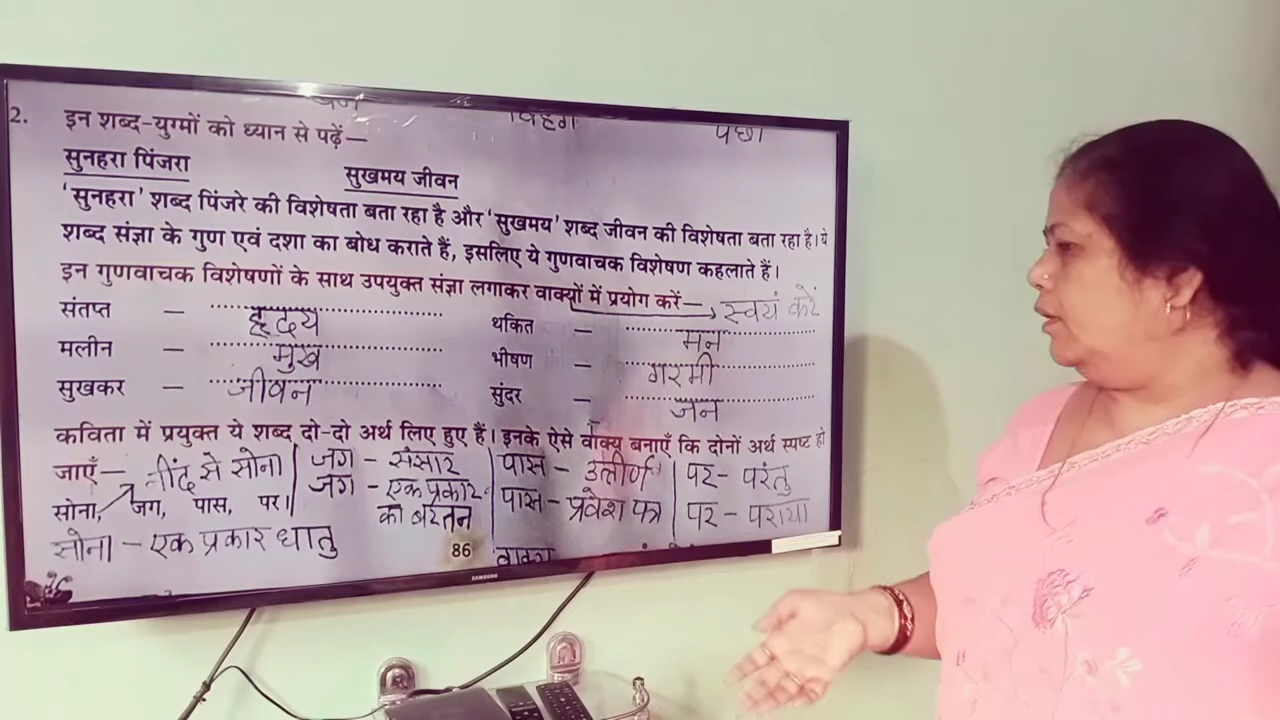 विहग
2. इन शब्द-युग्मों को ध्यान से पढ़ें—
सुनहरा पिंजरा सुखमय जीवन
'सुनहरा' शब्द पिंजरे की विशेषता बता रहा है और 'सुखमय' शब्द जीवन की विशेषता बता रहा है। ये
शब्द संज्ञा के गुण एवं दशा का बोध कराते हैं, इसलिए ये गुणवाचक विशेषण कहलाते हैं।
इन गुणवाचक विशेषणों के साथ उपयुक्त संज्ञा लगाकर वाक्यों में प्रयोग करें— स्वयं करें
संतप्त — हृदय थकित — मन
मलीन — मुख भीषण — गरमी
सुखकर — जीवन सुंदर — जन
कविता में प्रयुक्त ये शब्द दो-दो अर्थ लिए हुए हैं। इनके ऐसे वाक्य बनाएँ कि दोनों अर्थ स्पष्ट हो
जाएँ— नींद से सोना जग - संसार पास - उत्तीर्ण पर - परंतु
सोना, जग, पास, पर। जग - एक प्रकार का बरतन पास - प्रवेश पत्र पर - पराया
सोना - एक प्रकार धातु
86
वाक्य
SAMSUNG